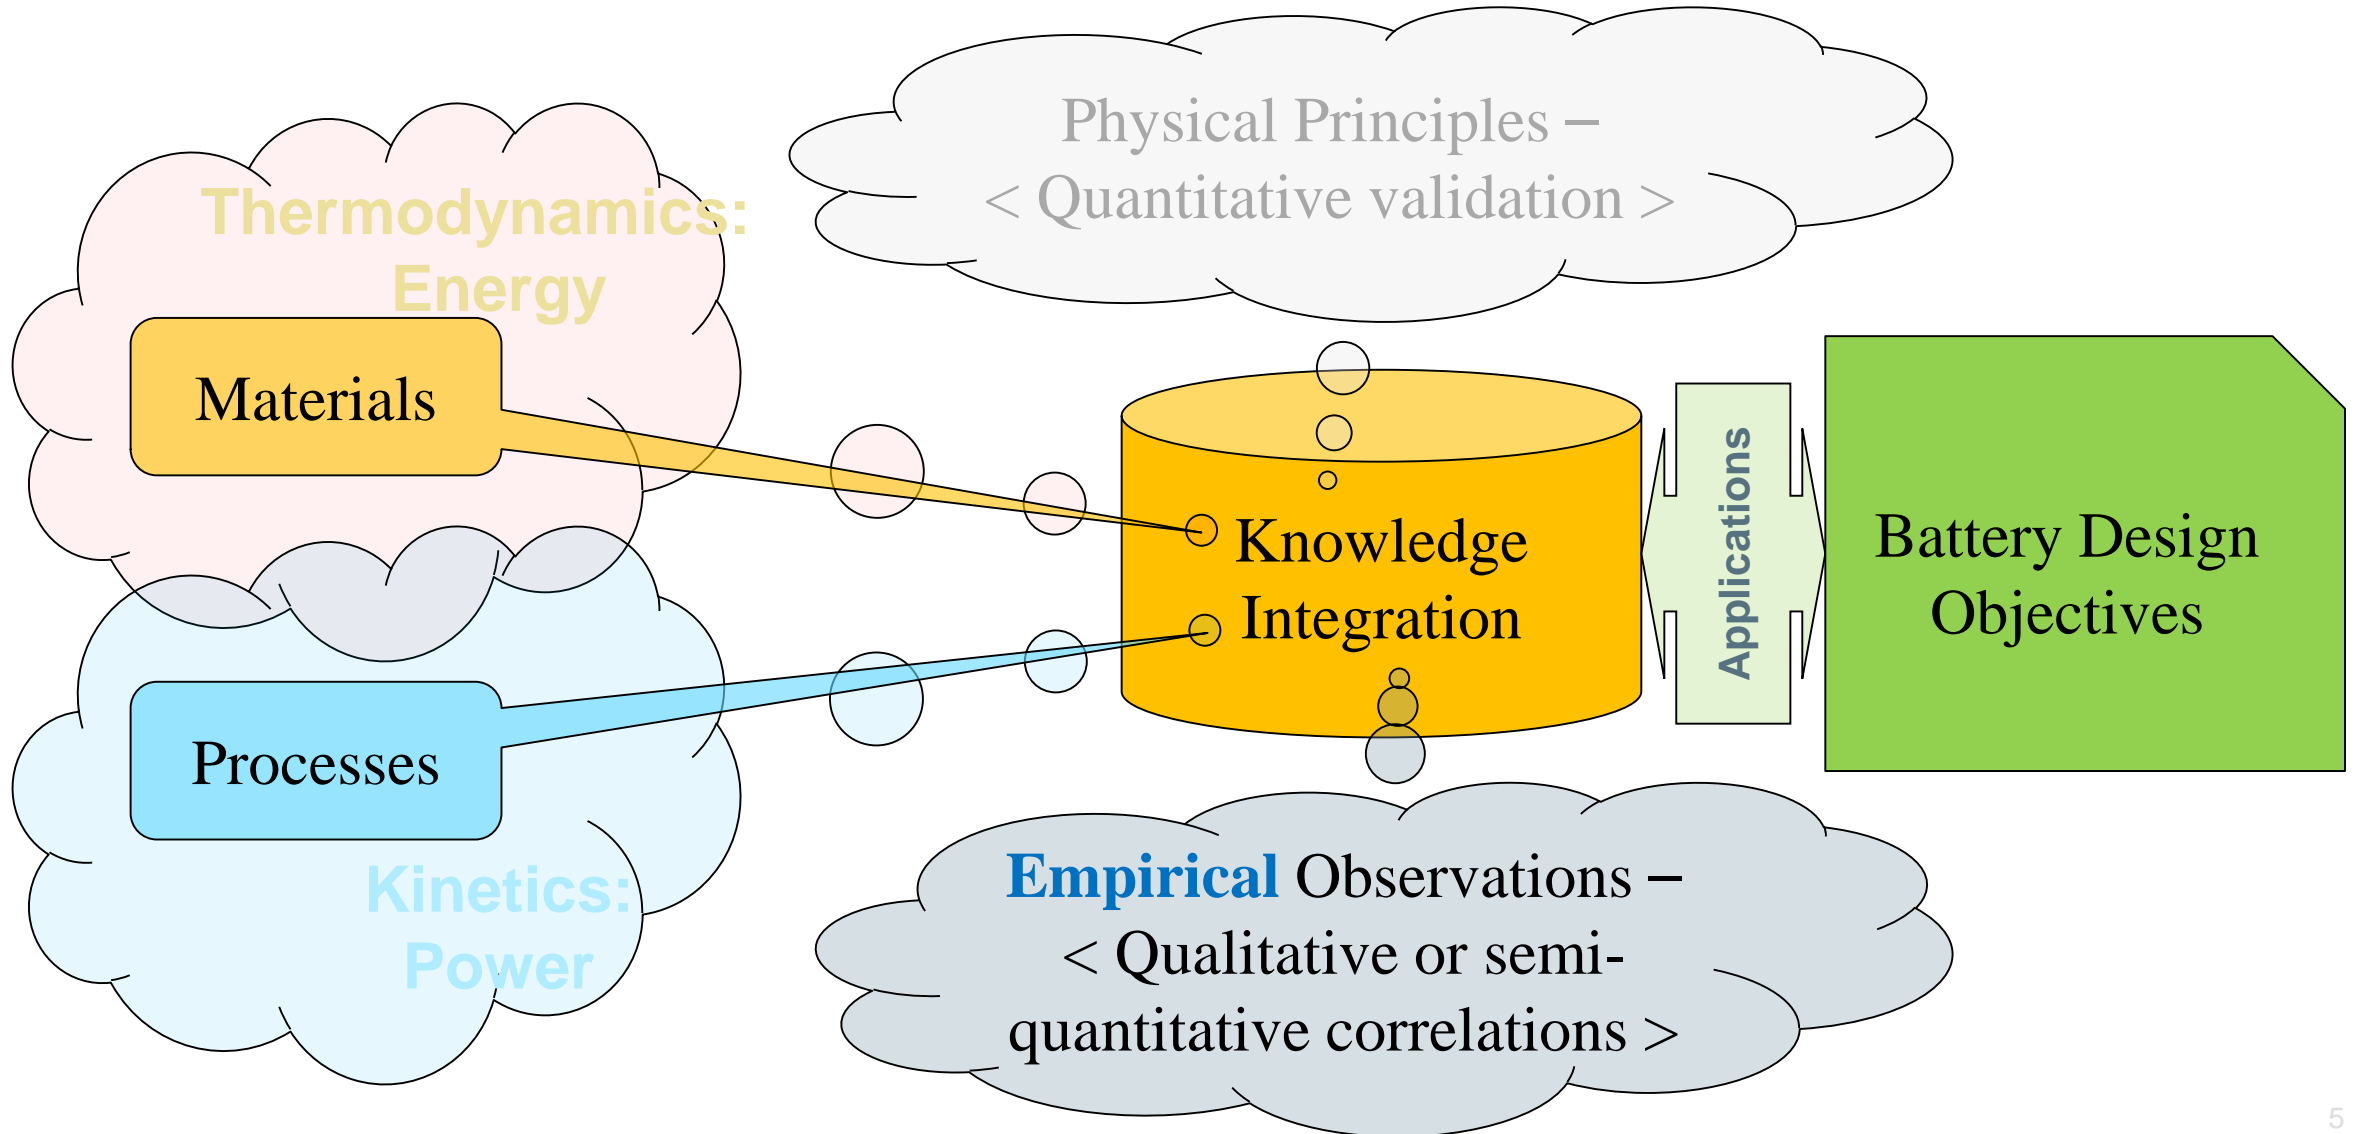 Physical Principles –
< Quantitative validation >
Thermodynamics:
Energy
Materials
Knowledge
Integration
Applications
Battery Design
Objectives
Processes
Kinetics:
Power
Empirical Observations –
< Qualitative or semi-
quantitative correlations >
5